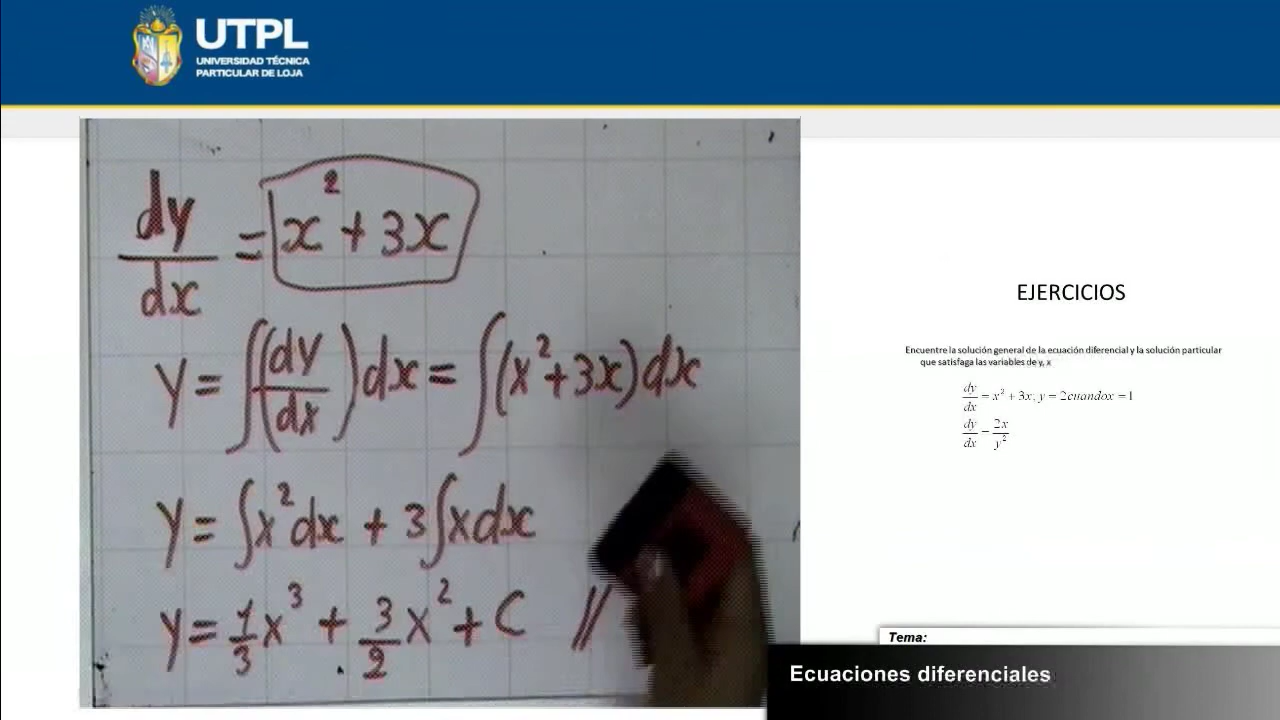 UTPL
UNIVERSIDAD TÉCNICA
PARTICULAR DE LOJA
dy/dx = x² + 3x
y = ∫(dy/dx)dx = ∫(x² + 3x)dx
y = ∫x²dx + 3∫xdx
y = 1/3 x³ + 3/2 x² + C //
EJERCICIOS
Encuentre la solución general de la ecuación diferencial y la solución particular
que satisfaga las variables de y, x
dy/dx = x² + 3x; y = 2cuandox = 1
dy/dx = 2x/y²
Tema:
Ecuaciones diferenciales